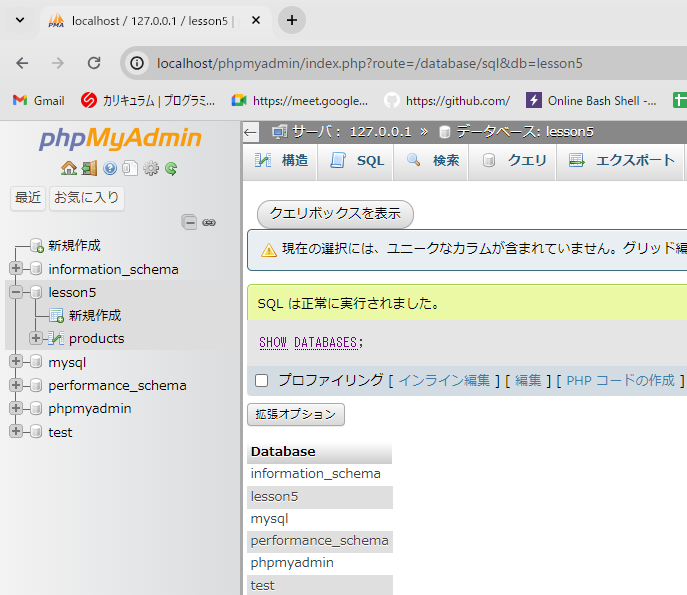 localhost / 127.0.0.1 / lesson5 |
localhost/phpmyadmin/index.php?route=/database/sql&db=lesson5
Gmail カリキュラム | プログラミ... https://meet.google... https://github.com/ Online Bash Shell -...
phpMyAdmin
最近 お気に入り
新規作成
information_schema
lesson5
新規作成
products
mysql
performance_schema
phpmyadmin
test
サーバ: 127.0.0.1 » データベース: lesson5
構造 SQL 検索 クエリ エクスポート
クエリボックスを表示
現在の選択には、ユニークなカラムが含まれていません。グリッド編
SQL は正常に実行されました。
SHOW DATABASES;
プロファイリング [ インライン編集 ] [ 編集 ] [ PHP コードの作成 ]
拡張オプション
Database
information_schema
lesson5
mysql
performance_schema
phpmyadmin
test